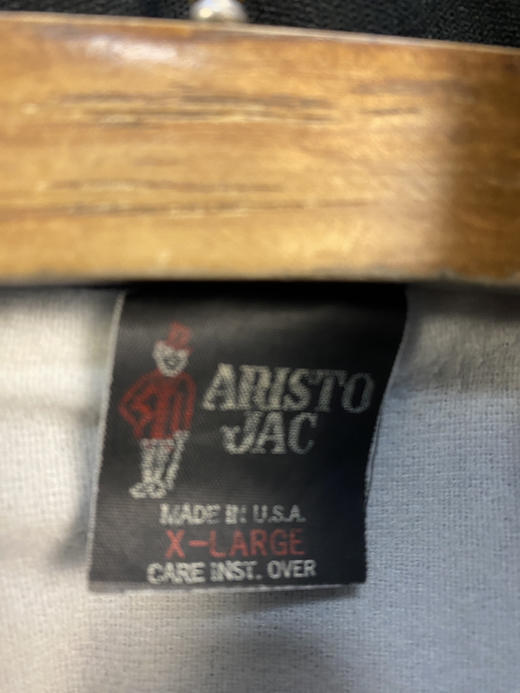 ARISTO
JAC
MADE IN U.S.A.
X-LARGE
CARE INST. OVER